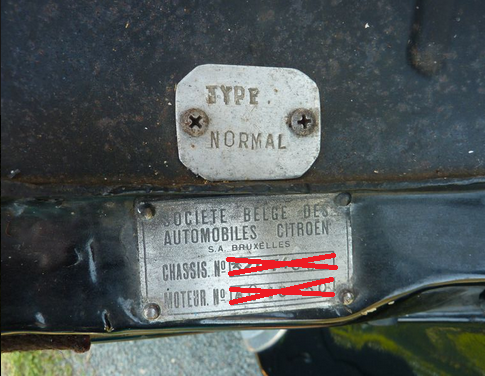 TYPE
NORMAL
SOCIETE BELGE DES
AUTOMOBILES CITROËN
S.A. BRUXELLES
CHASSIS. Nº
MOTEUR. Nº